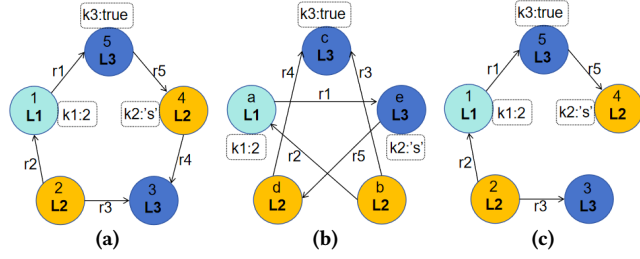 k3:true
5
L3
r1
r5
1
L1
k1:2
k2:'s'
4
L2
r2
r4
2
L2
r3
3
L3
(a)
k3:true
c
L3
r4
r3
a
L1
r1
e
L3
k1:2
r2
r5
k2:'s'
d
L2
b
L2
(b)
k3:true
5
L3
r1
r5
1
L1
k1:2
k2:'s'
4
L2
r2
2
L2
r3
3
L3
(c)